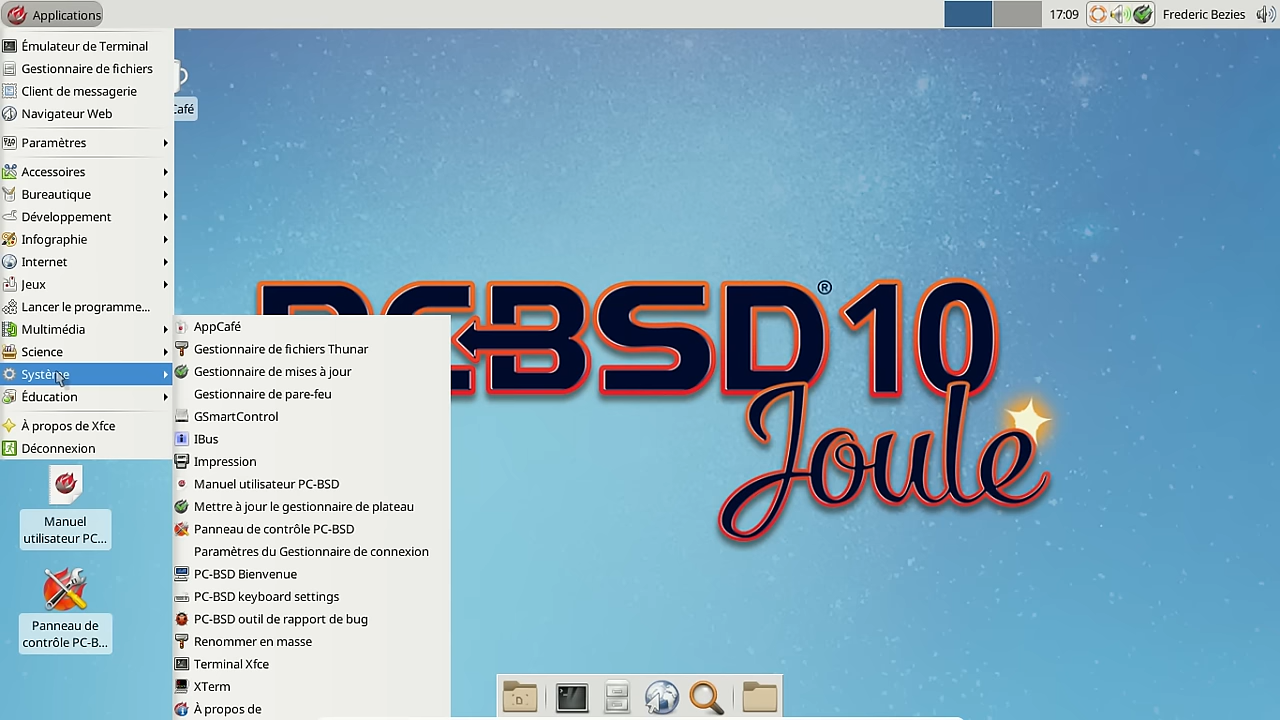 Applications
17:09
Frederic Bezies
Émulateur de Terminal
Gestionnaire de fichiers
Client de messagerie
Navigateur Web
Paramètres
Accessoires
Bureautique
Développement
Infographie
Internet
Jeux
Lancer le programme...
Multimédia
Science
Système
Éducation
À propos de Xfce
Déconnexion
Café
AppCafé
Gestionnaire de fichiers Thunar
Gestionnaire de mises à jour
Gestionnaire de pare-feu
GSmartControl
IBus
Impression
Manuel utilisateur PC-BSD
Mettre à jour le gestionnaire de plateau
Panneau de contrôle PC-BSD
Paramètres du Gestionnaire de connexion
PC-BSD Bienvenue
PC-BSD keyboard settings
PC-BSD outil de rapport de bug
Renommer en masse
Terminal Xfce
XTerm
À propos de
PCBSD®10
Joule
Manuel
utilisateur PC...
Panneau de
contrôle PC-B...